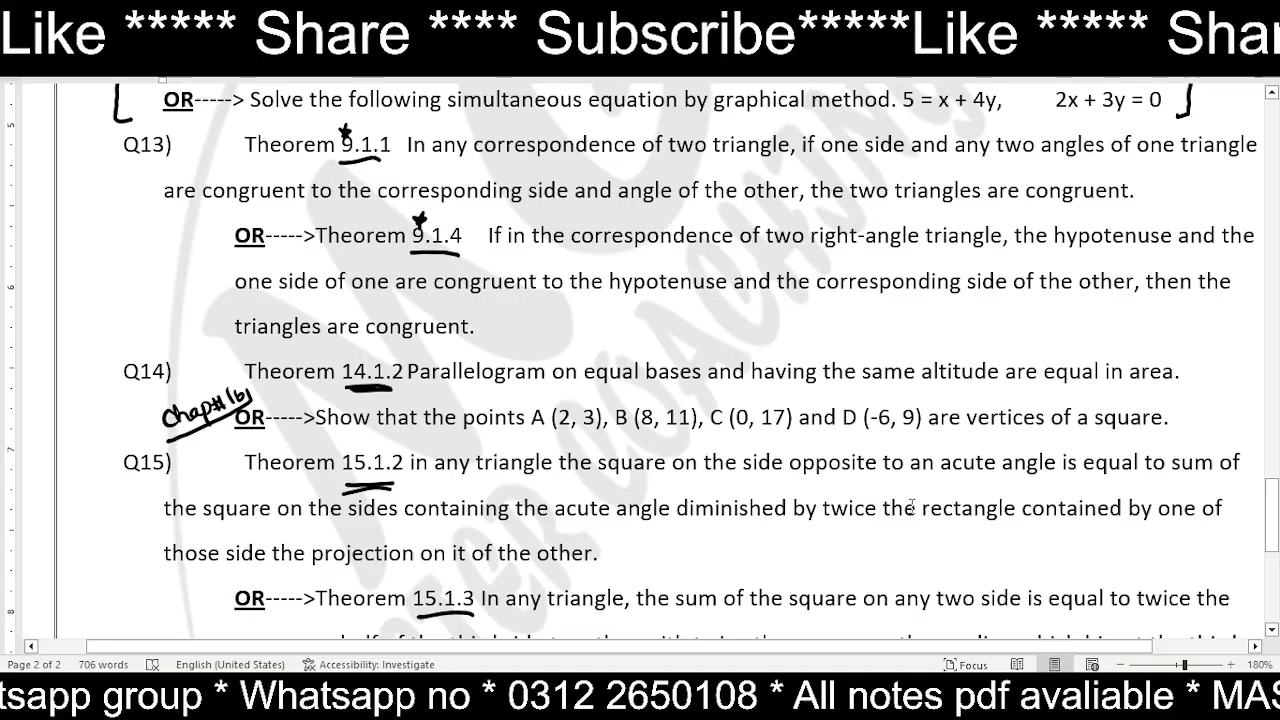 Like ***** Share **** Subscribe*****Like ***** Shar
OR-----> Solve the following simultaneous equation by graphical method. 5 = x + 4y, 2x + 3y = 0
Q13) Theorem 9.1.1 In any correspondence of two triangle, if one side and any two angles of one triangle
are congruent to the corresponding side and angle of the other, the two triangles are congruent.
OR----->Theorem 9.1.4 If in the correspondence of two right-angle triangle, the hypotenuse and the
one side of one are congruent to the hypotenuse and the corresponding side of the other, then the
triangles are congruent.
Q14) Theorem 14.1.2 Parallelogram on equal bases and having the same altitude are equal in area.
Chap# 16
OR----->Show that the points A (2, 3), B (8, 11), C (0, 17) and D (-6, 9) are vertices of a square.
Q15) Theorem 15.1.2 in any triangle the square on the side opposite to an acute angle is equal to sum of
the square on the sides containing the acute angle diminished by twice the rectangle contained by one of
those side the projection on it of the other.
OR----->Theorem 15.1.3 In any triangle, the sum of the square on any two side is equal to twice the
Page 2 of 2 706 words English (United States) Accessibility: Investigate Focus 180%
tsapp group * Whatsapp no * 0312 2650108 * All notes pdf avaliable * MAS